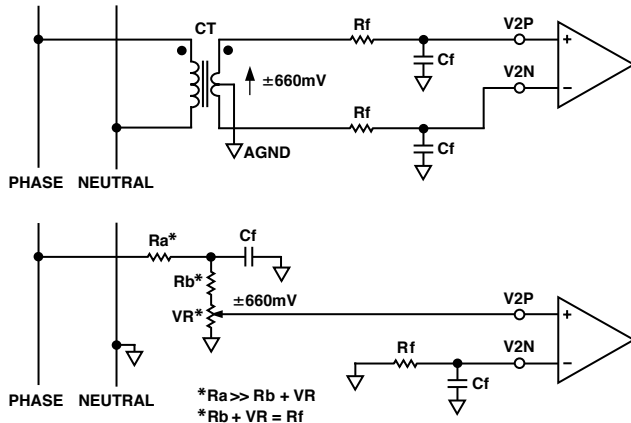 CT
Rf
V2P
+
Cf
±660mV
V2N
−
Rf
Cf
AGND
PHASE NEUTRAL
Ra*
Cf
Rb*
±660mV
VR*
V2P
+
Rf
V2N
−
Cf
PHASE NEUTRAL
*Ra>> Rb + VR
*Rb + VR = Rf